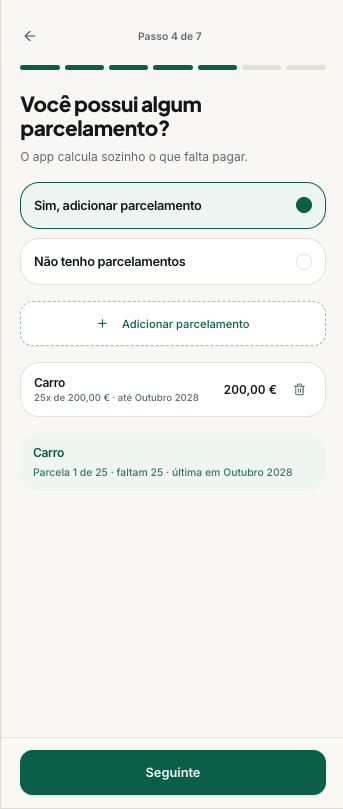 Passo 4 de 7
Você possui algum
parcelamento?
O app calcula sozinho o que falta pagar.
Sim, adicionar parcelamento
Não tenho parcelamentos
+ Adicionar parcelamento
Carro
25x de 200,00 € · até Outubro 2028
200,00 €
Carro
Parcela 1 de 25 · faltam 25 · última em Outubro 2028
Seguinte